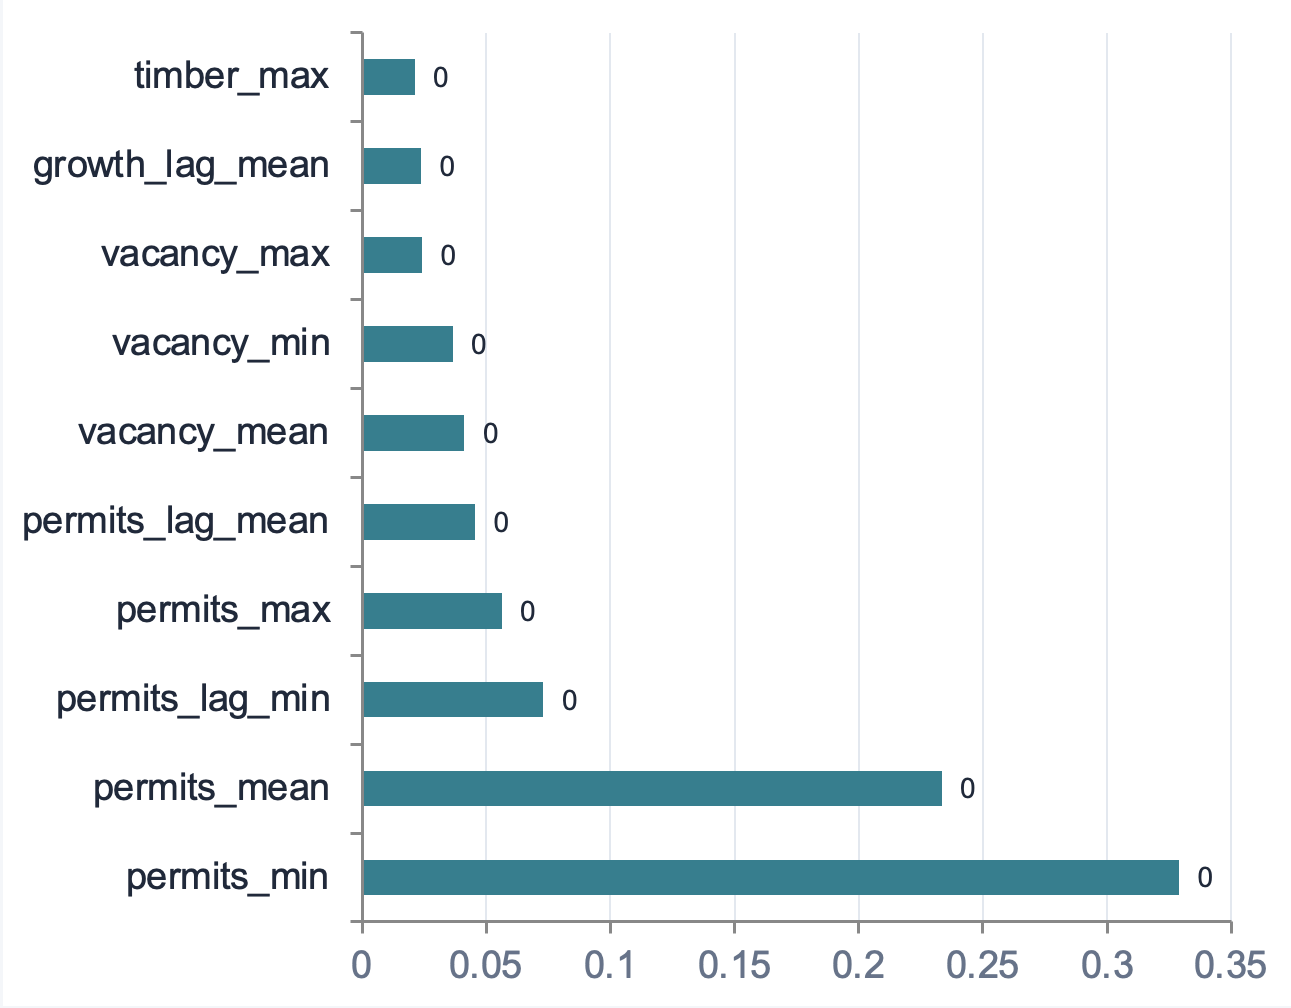 timber_max 0
growth_lag_mean 0
vacancy_max 0
vacancy_min 0
vacancy_mean 0
permits_lag_mean 0
permits_max 0
permits_lag_min 0
permits_mean 0
permits_min 0
0 0.05 0.1 0.15 0.2 0.25 0.3 0.35